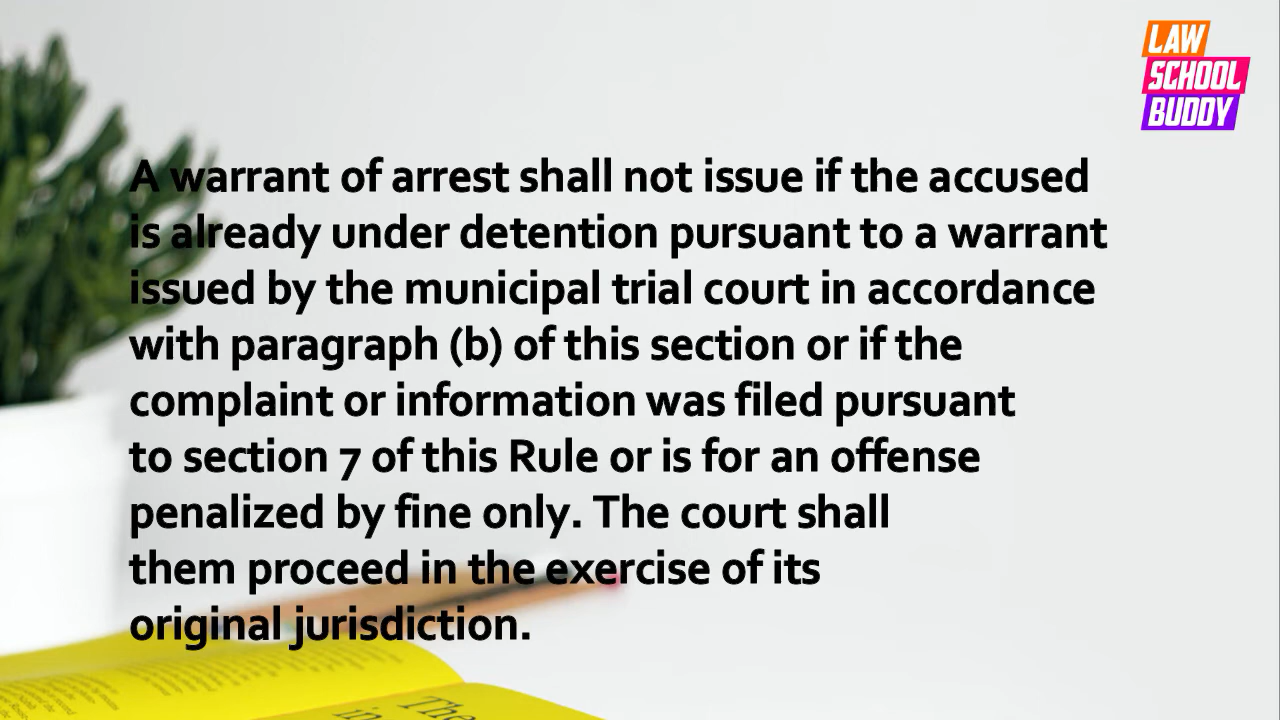 LAW
SCHOOL
BUDDY
A warrant of arrest shall not issue if the accused
is already under detention pursuant to a warrant
issued by the municipal trial court in accordance
with paragraph (b) of this section or if the
complaint or information was filed pursuant
to section 7 of this Rule or is for an offense
penalized by fine only. The court shall
them proceed in the exercise of its
original jurisdiction.
The
in